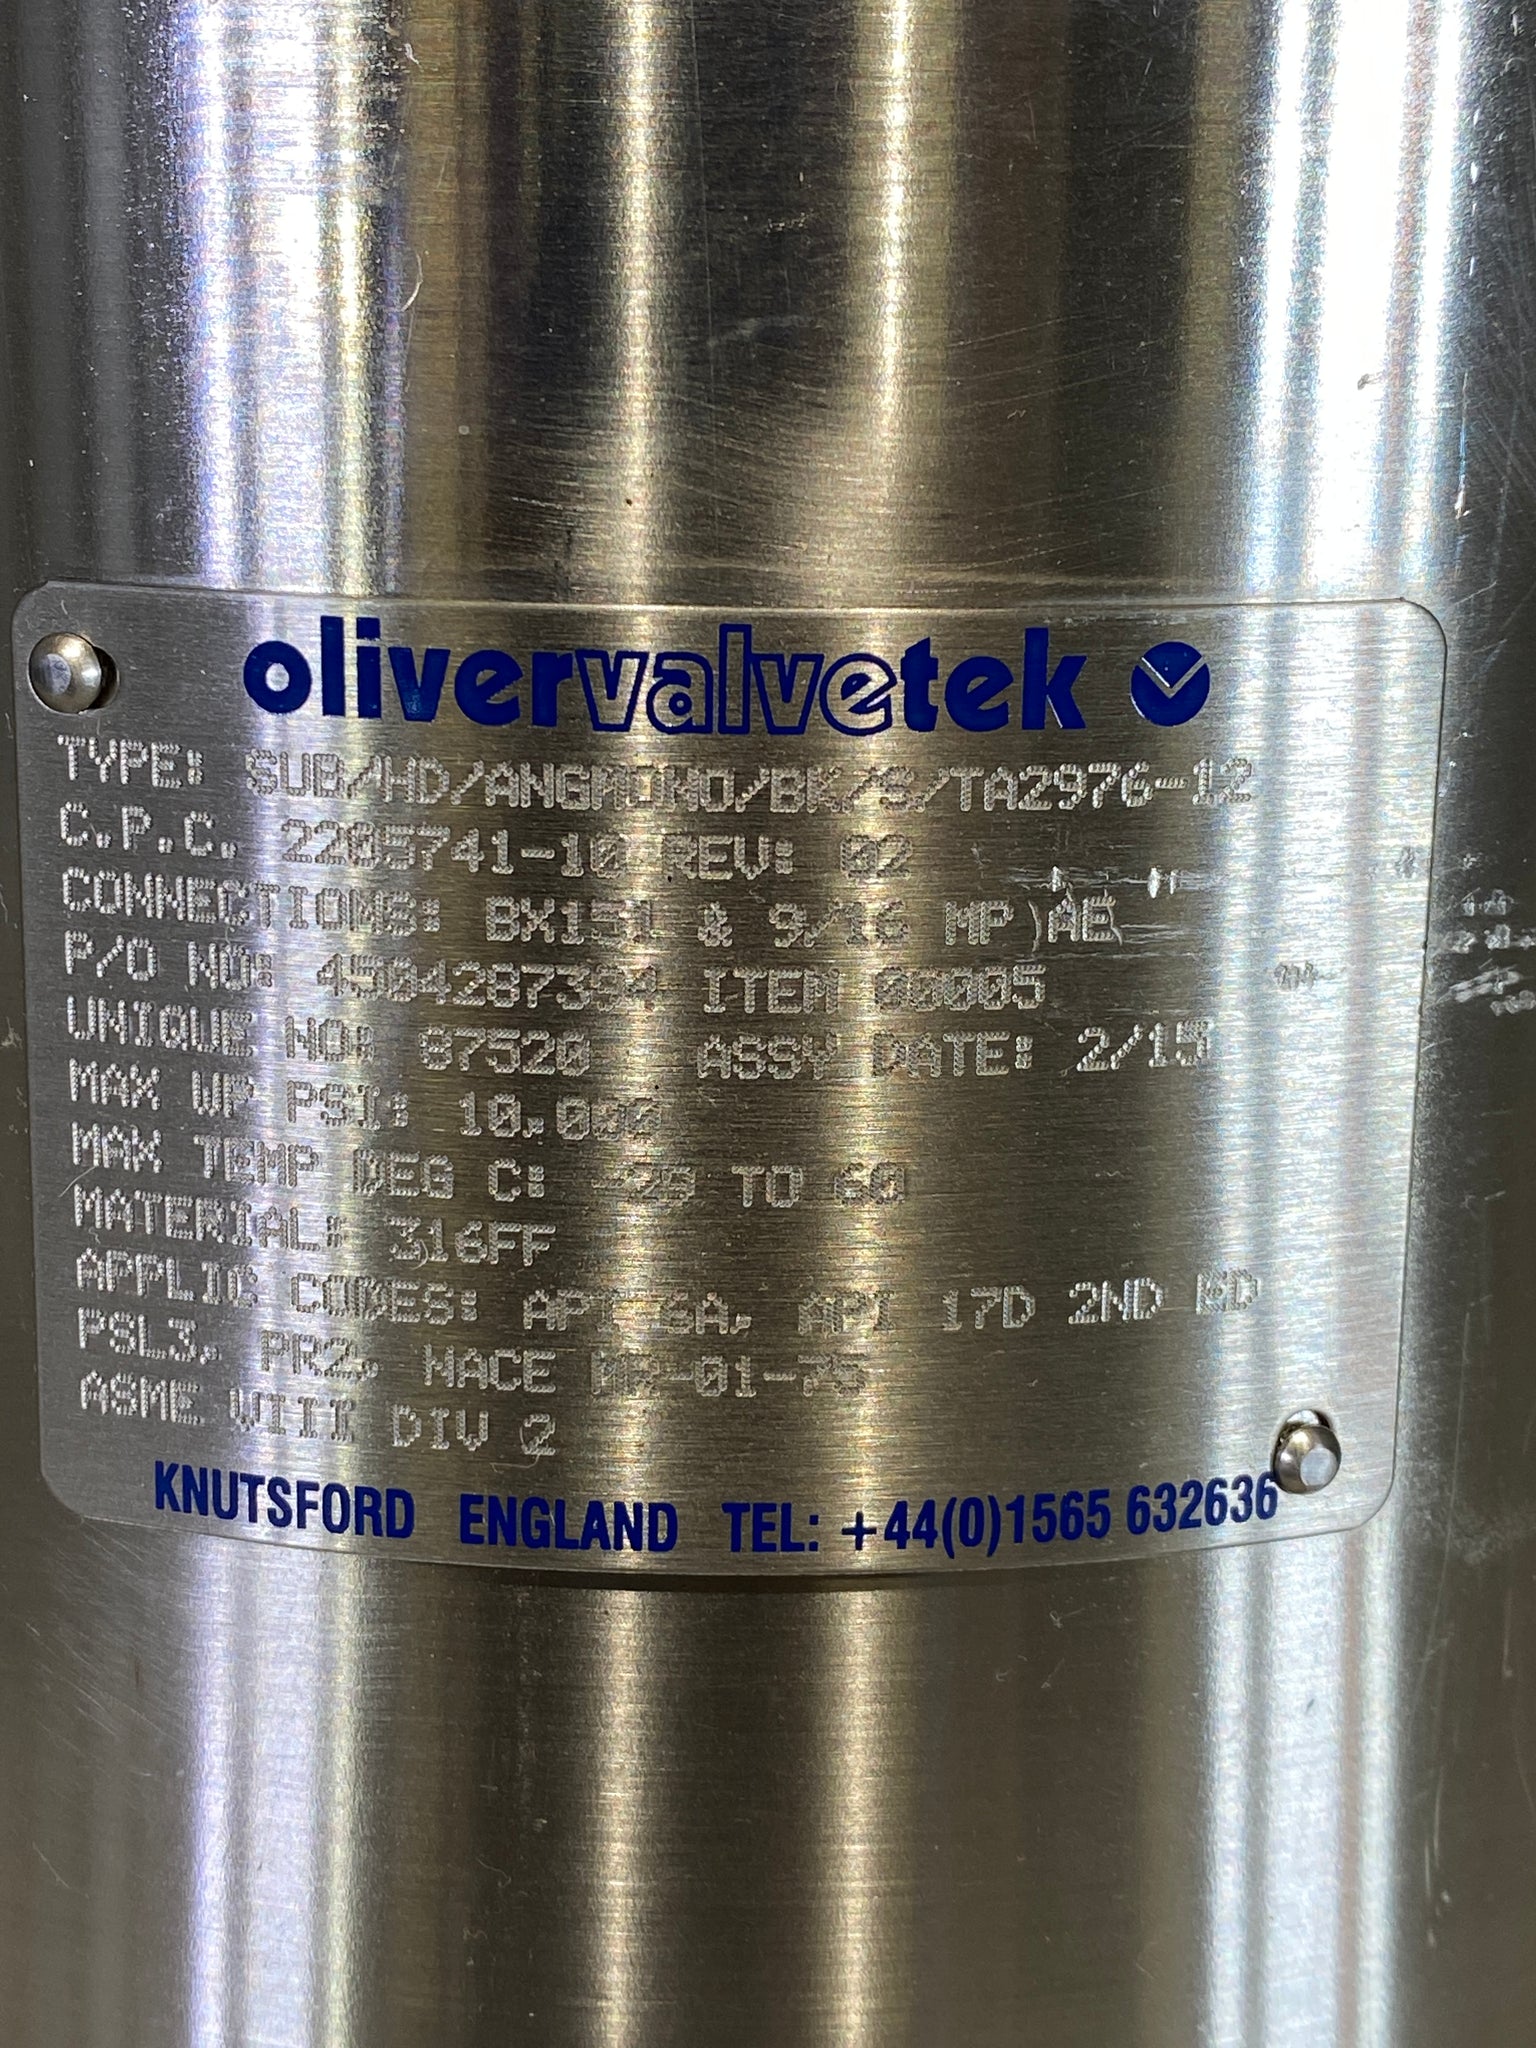 olivervalvetek
TYPE: SUB/HD/ANGMONO/BK/S/TA2976-12
C.P.C. 2205741-10 REV: 02
CONNECTIONS: BX151 & 9/16 MP AE
P/O NO: 4504287394 ITEM 00005
UNIQUE NO: 87520 ASSY DATE: 2/15
MAX WP PSI: 10,000
MAX TEMP DEG C: -29 TO 60
MATERIAL: 316FF
APPLIC CODES: API 6A, API 17D 2ND ED
PSL3, PR2, NACE MR-01-75
ASME VIII DIV 2
KNUTSFORD ENGLAND TEL: +44(0)1565 632636